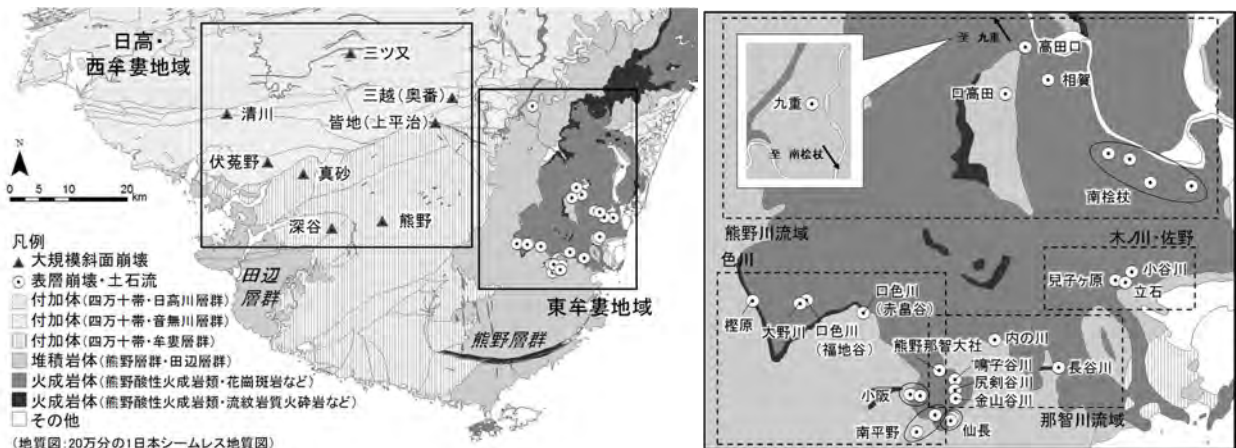 日高・
西牟婁地域
三ツ又
三越(奥番)
清川
皆地(上平治)
伏菟野
真砂
深谷
熊野
N
0 10 20
km
田辺
層群
東牟婁地域
熊野層群
凡例
大規模斜面崩壊
表層崩壊・土石流
付加体(四万十帯・日高川層群)
付加体(四万十帯・音無川層群)
付加体(四万十帯・牟婁層群)
堆積岩体(熊野層群・田辺層群)
火成岩体(熊野酸性火成岩類・花崗斑岩など)
火成岩体(熊野酸性火成岩類・流紋岩質火砕岩など)
その他
(地質図:20万分の1日本シームレス地質図)
至 九重
高田口
相賀
口高田
九重
至 南桧杖
南桧杖
熊野川流域
木ノ川・佐野
色川
小谷川
兒子ヶ原
立石
口色川
(赤畠谷)
樫原
大野川
口色川
(福地谷)
内の川
熊野那智大社
鳴子谷川
長谷川
尻剣谷川
小阪
金山谷川
那智川流域
南平野
仙長